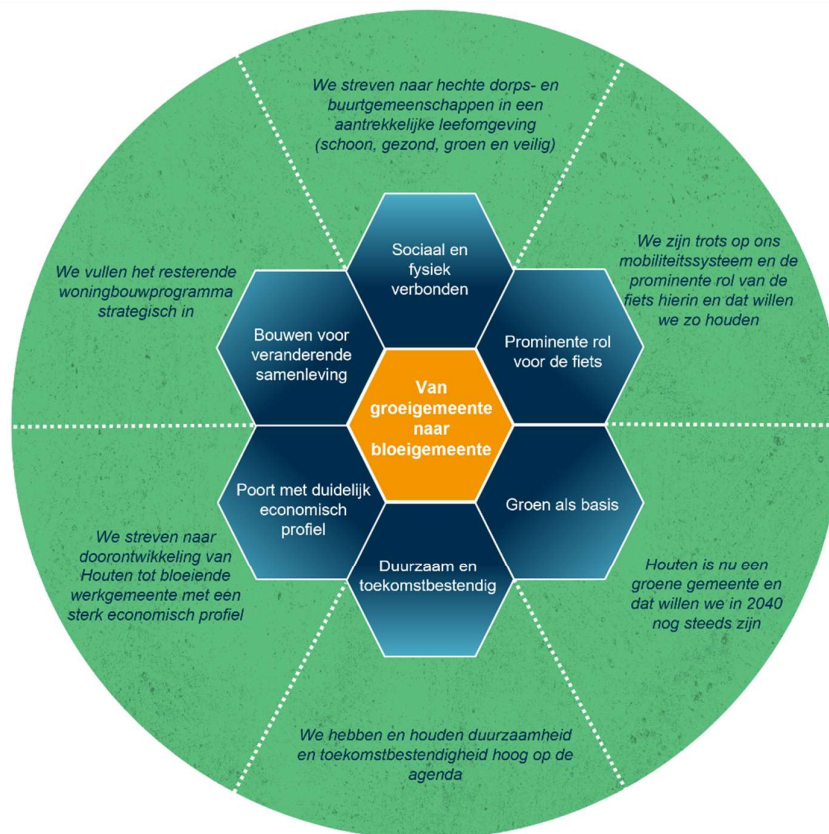 We streven naar hechte dorps- en
buurtgemeenschappen in een
aantrekkelijke leefomgeving
(schoon, gezond, groen en veilig)
Sociaal en
fysiek
verbonden
We zijn trots op ons
mobiliteitssysteem en de
prominente rol van de
fiets hierin en dat willen
we zo houden
Prominente rol
voor de fiets
Houten is nu een
groene gemeente en
dat willen we in 2040
nog steeds zijn
Groen als basis
We hebben en houden duurzaamheid
en toekomstbestendigheid hoog op de
agenda
Duurzaam en
toekomstbestendig
We streven naar
doorontwikkeling van
Houten tot bloeiende
werkgemeente met een
sterk economisch profiel
Poort met duidelijk
economisch
profiel
We vullen het resterende
woningbouwprogramma
strategisch in
Bouwen voor
veranderende
samenleving
Van
groeigemeente
naar
bloeigemeente